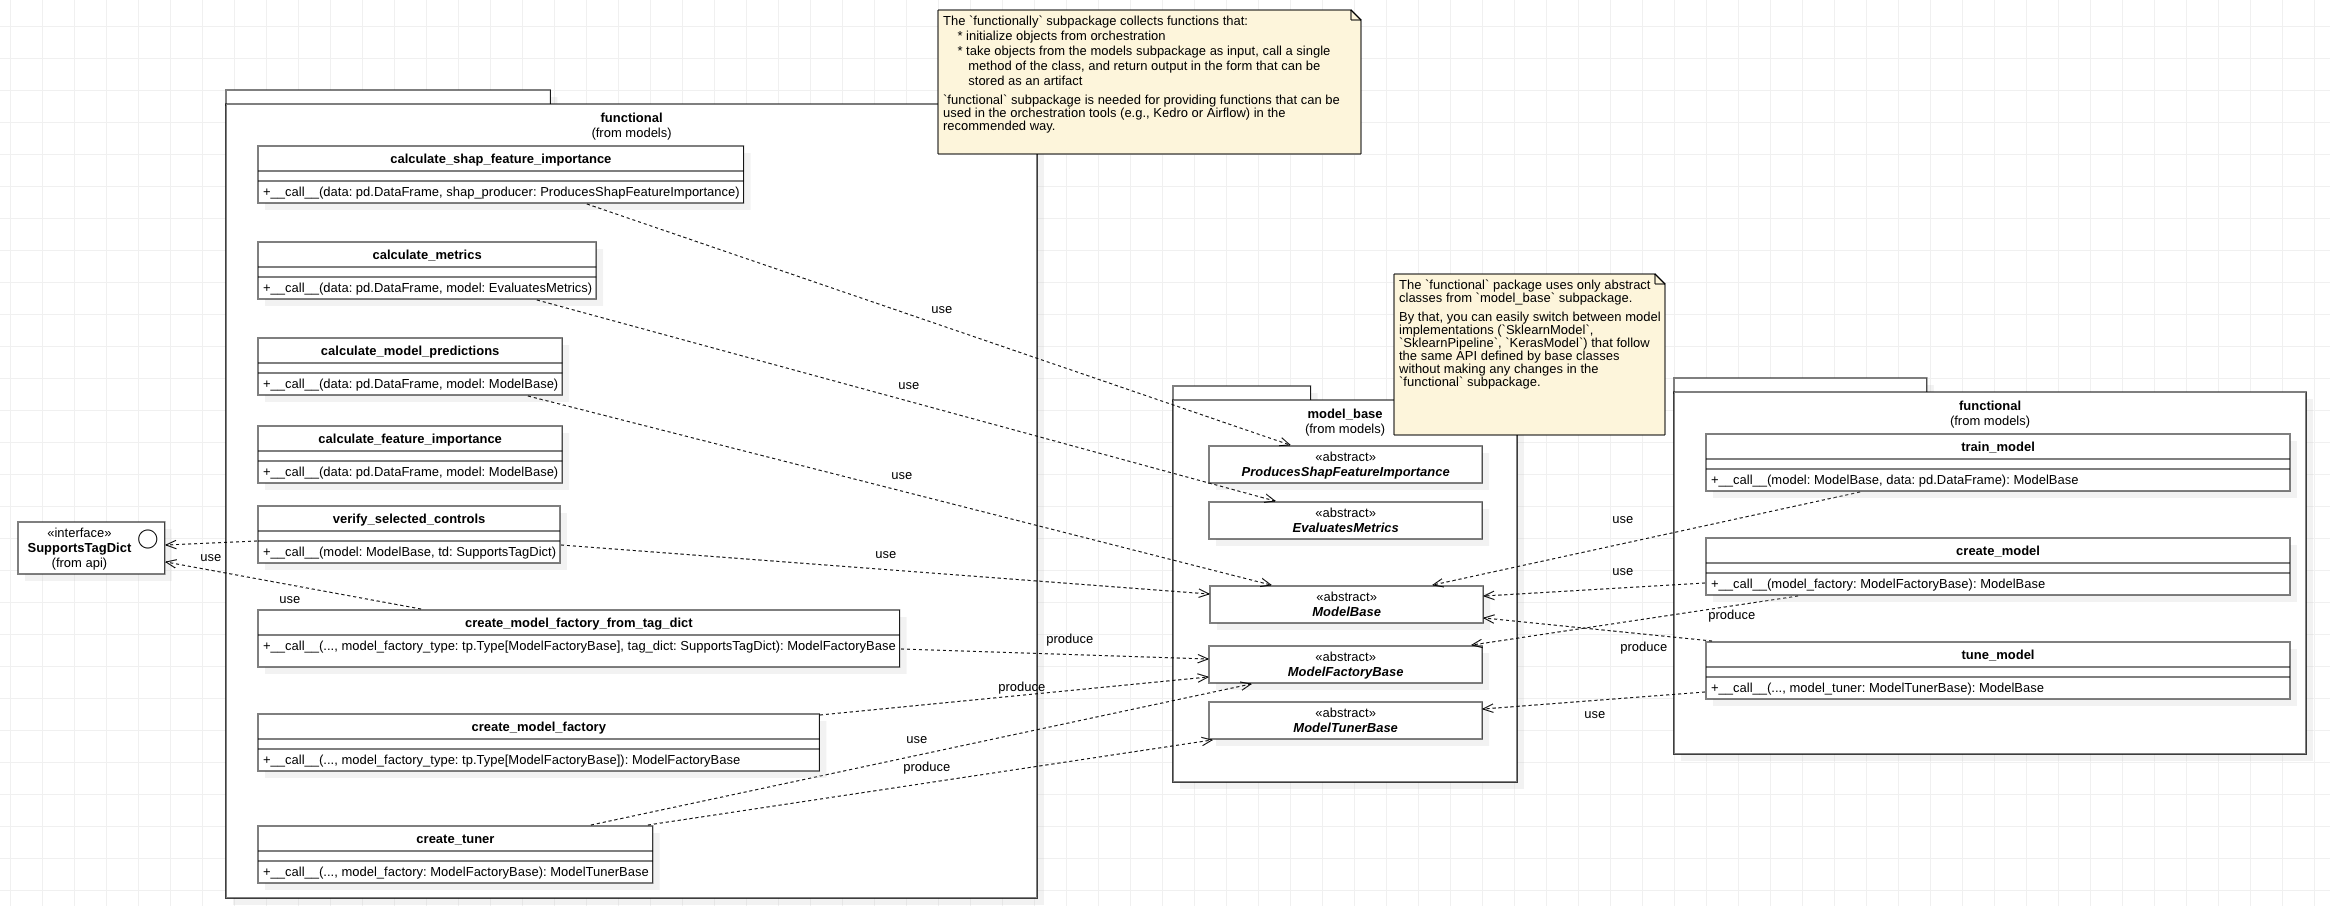 The `functionally` subpackage collects functions that:
* initialize objects from orchestration
* take objects from the models subpackage as input, call a single
method of the class, and return output in the form that can be
stored as an artifact
`functional` subpackage is needed for providing functions that can be
used in the orchestration tools (e.g., Kedro or Airflow) in the
recommended way.
functional
(from models)
calculate_shap_feature_importance
+__call__(data: pd.DataFrame, shap_producer: ProducesShapFeatureImportance)
calculate_metrics
+__call__(data: pd.DataFrame, model: EvaluatesMetrics)
calculate_model_predictions
+__call__(data: pd.DataFrame, model: ModelBase)
calculate_feature_importance
+__call__(data: pd.DataFrame, model: ModelBase)
verify_selected_controls
+__call__(model: ModelBase, td: SupportsTagDict)
create_model_factory_from_tag_dict
+__call__(..., model_factory_type: tp.Type[ModelFactoryBase], tag_dict: SupportsTagDict): ModelFactoryBase
create_model_factory
+__call__(..., model_factory_type: tp.Type[ModelFactoryBase]): ModelFactoryBase
create_tuner
+__call__(..., model_factory: ModelFactoryBase): ModelTunerBase
«interface»
SupportsTagDict
(from api)
use
use
use
use
use
use
produce
produce
use
produce
The `functional` package uses only abstract
classes from `model_base` subpackage.
By that, you can easily switch between model
implementations (`SklearnModel`,
`SklearnPipeline`, `KerasModel`) that follow
the same API defined by base classes
without making any changes in the
`functional` subpackage.
model_base
(from models)
«abstract»
ProducesShapFeatureImportance
«abstract»
EvaluatesMetrics
«abstract»
ModelBase
«abstract»
ModelFactoryBase
«abstract»
ModelTunerBase
use
use
produce
produce
use
functional
(from models)
train_model
+__call__(model: ModelBase, data: pd.DataFrame): ModelBase
create_model
+__call__(model_factory: ModelFactoryBase): ModelBase
tune_model
+__call__(..., model_tuner: ModelTunerBase): ModelBase